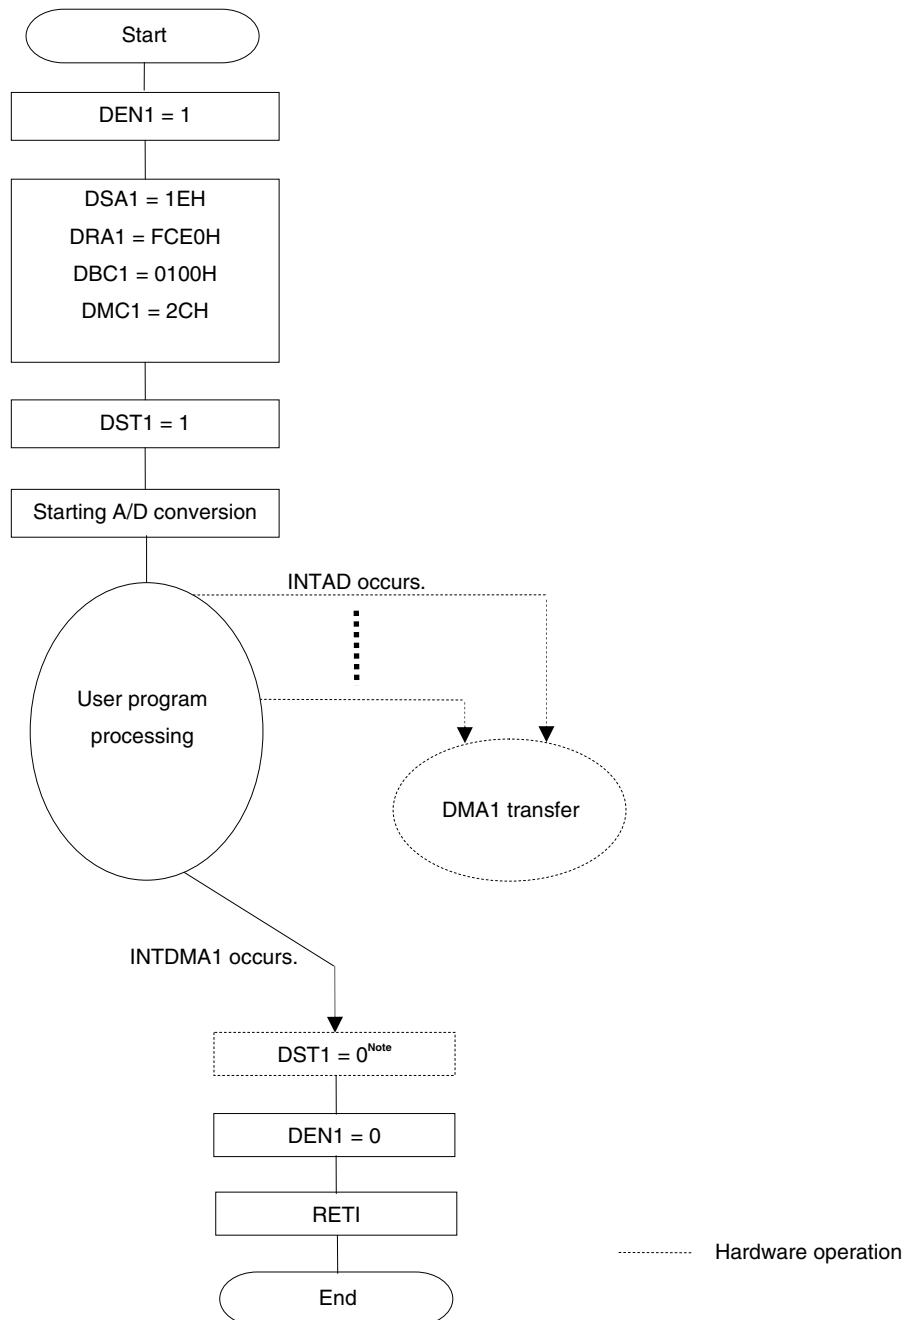 Start
DEN1 = 1
DSA1 = 1EH
DRA1 = FCE0H
DBC1 = 0100H
DMC1 = 2CH
DST1 = 1
Starting A/D conversion
INTAD occurs.
User program
processing
DMA1 transfer
INTDMA1 occurs.
DST1 = 0Note
DEN1 = 0
RETI
Hardware operation
End